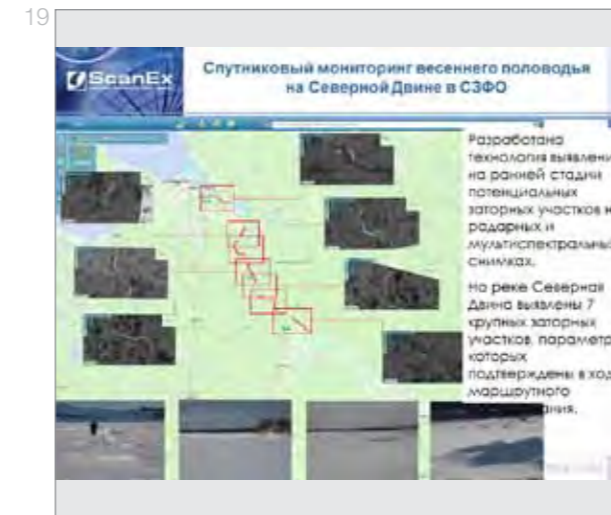 19
ScanEx
Спутниковый мониторинг весеннего половодья
на Северной Двине в СЗФО
Разработана
технология выявлени
на ранней стадии
потенциальных
заторных участков н
радарных и
мультиспектральны
снимках.
На реке Северная
Двина выявлены 7
крупных заторных
участков, параметр
которых
подтверждены в ход
маршрутного
ания.